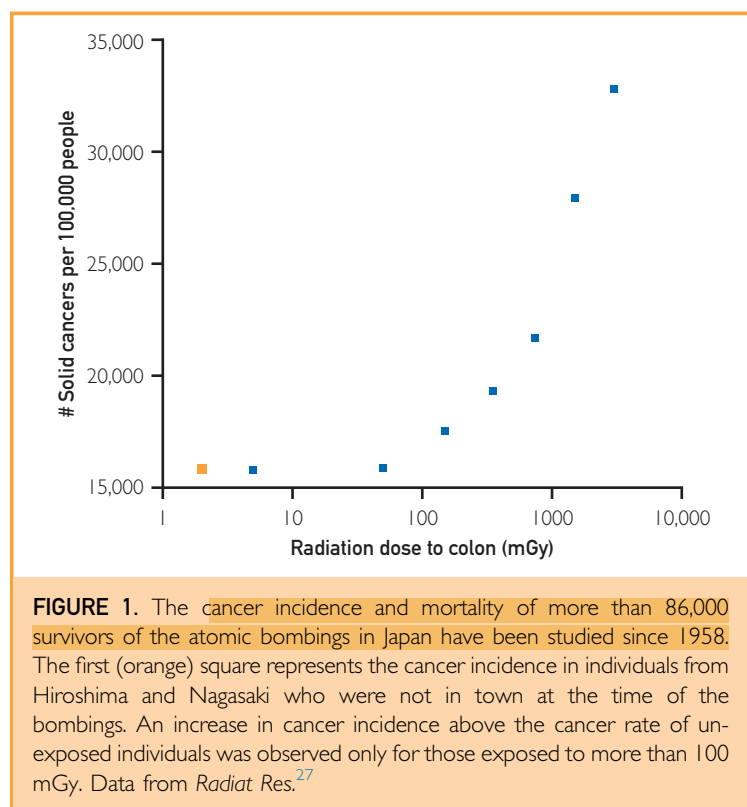 35,000
30,000
25,000
20,000
15,000
# Solid cancers per 100,000 people
1
10
100
1000
10,000
Radiation dose to colon (mGy)
FIGURE 1. The cancer incidence and mortality of more than 86,000
survivors of the atomic bombings in Japan have been studied since 1958.
The first (orange) square represents the cancer incidence in individuals from
Hiroshima and Nagasaki who were not in town at the time of the
bombings. An increase in cancer incidence above the cancer rate of un-
exposed individuals was observed only for those exposed to more than 100
mGy. Data from Radiat Res.27